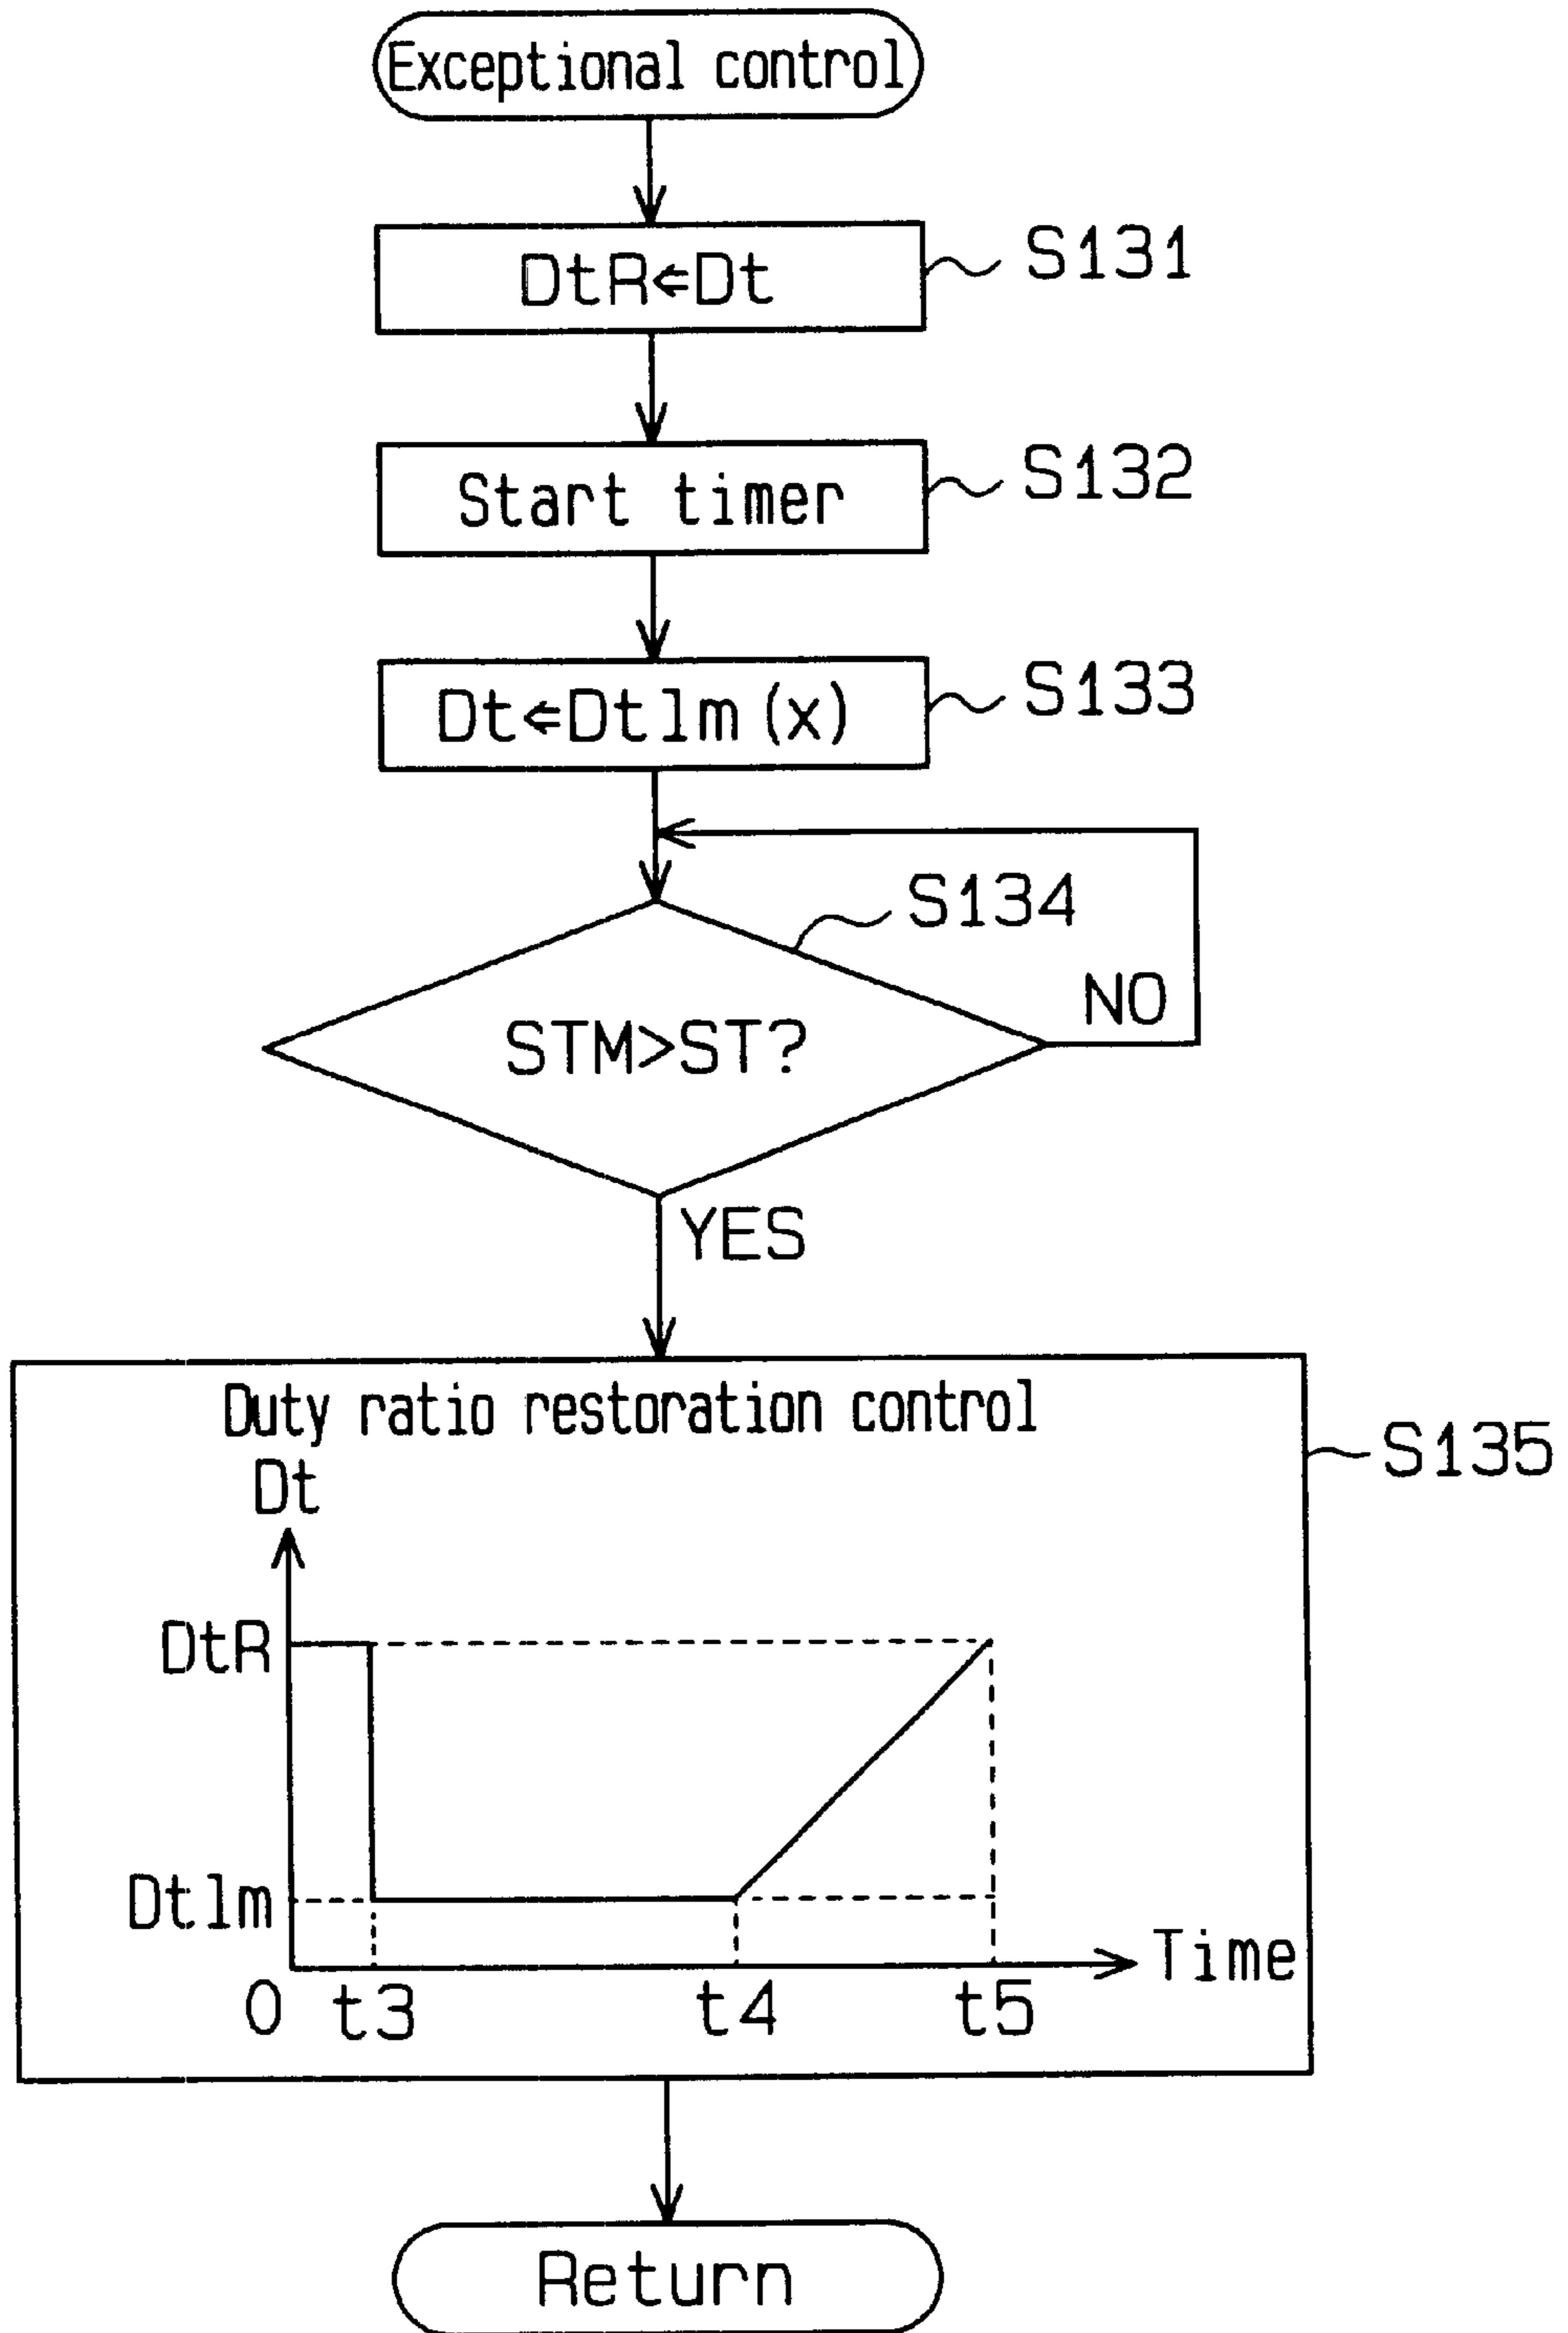 Exceptional control
DtR⇐Dt
S131
Start timer
S132
Dt⇐Dtlm(x)
S133
S134
STM>ST?
NO
YES
Duty ratio restoration control
S135
Dt
DtR
Dtlm
Time
0
t3
t4
t5
Return